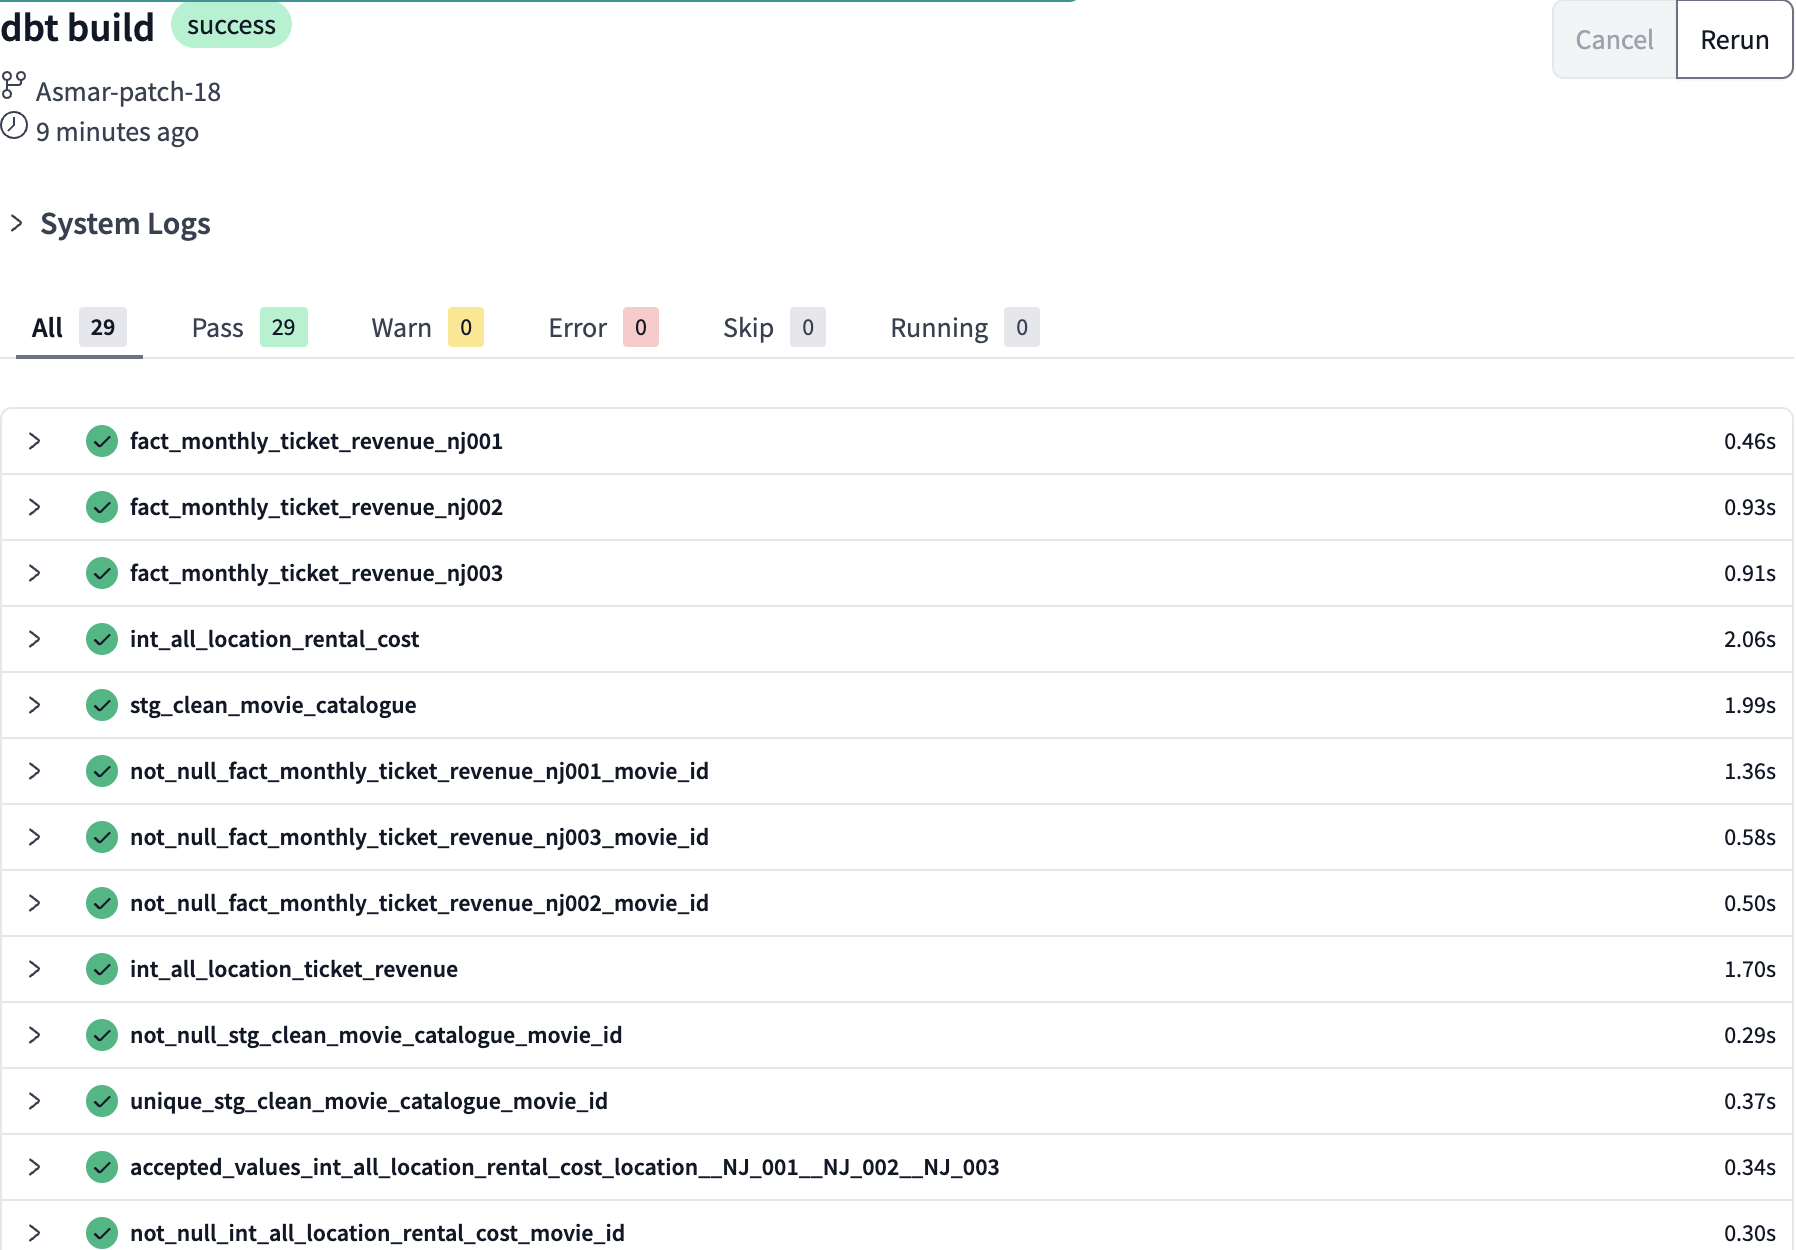 dbt build success Cancel Rerun
Asmar-patch-18
9 minutes ago
System Logs
All 29 Pass 29 Warn 0 Error 0 Skip 0 Running 0
fact_monthly_ticket_revenue_nj001 0.46s
fact_monthly_ticket_revenue_nj002 0.93s
fact_monthly_ticket_revenue_nj003 0.91s
int_all_location_rental_cost 2.06s
stg_clean_movie_catalogue 1.99s
not_null_fact_monthly_ticket_revenue_nj001_movie_id 1.36s
not_null_fact_monthly_ticket_revenue_nj003_movie_id 0.58s
not_null_fact_monthly_ticket_revenue_nj002_movie_id 0.50s
int_all_location_ticket_revenue 1.70s
not_null_stg_clean_movie_catalogue_movie_id 0.29s
unique_stg_clean_movie_catalogue_movie_id 0.37s
accepted_values_int_all_location_rental_cost_location__NJ_001__NJ_002__NJ_003 0.34s
not_null_int_all_location_rental_cost_movie_id 0.30s